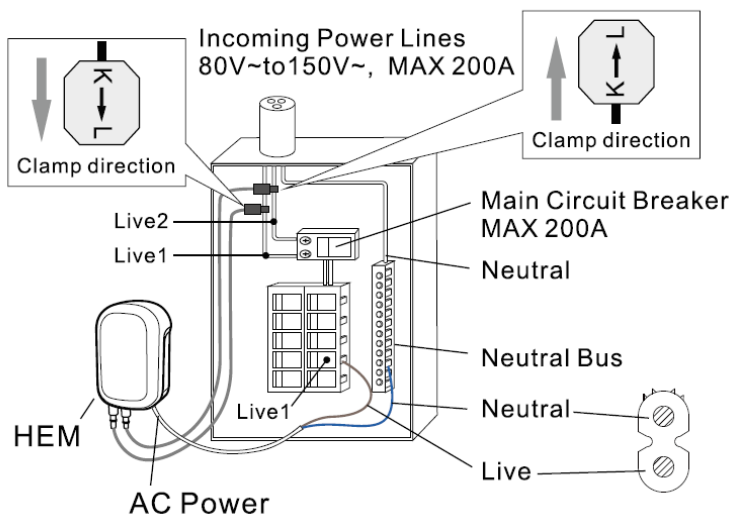 Incoming Power Lines
80V~to150V~, MAX 200A
K
L
Clamp direction
L
K
Clamp direction
Main Circuit Breaker
MAX 200A
Live2
Live1
Neutral
Neutral Bus
Live1
Neutral
HEM
Live
AC Power